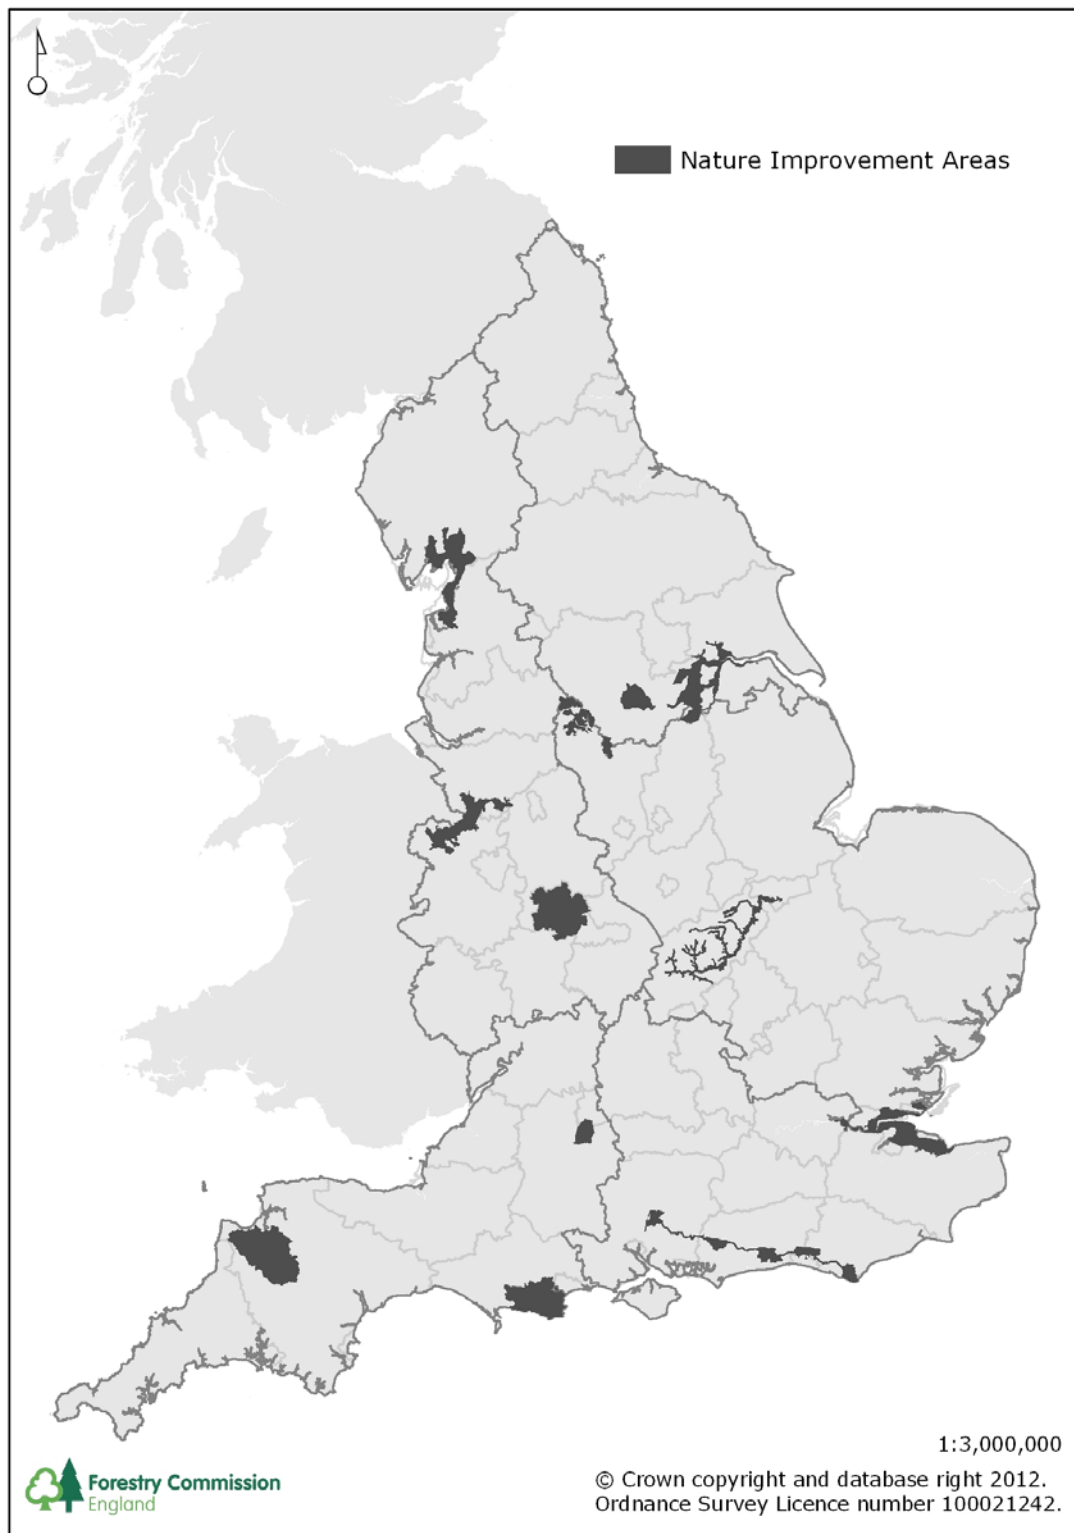 Nature Improvement Areas
1:3,000,000
Forestry Commission
England
© Crown copyright and database right 2012.
Ordnance Survey Licence number 100021242.